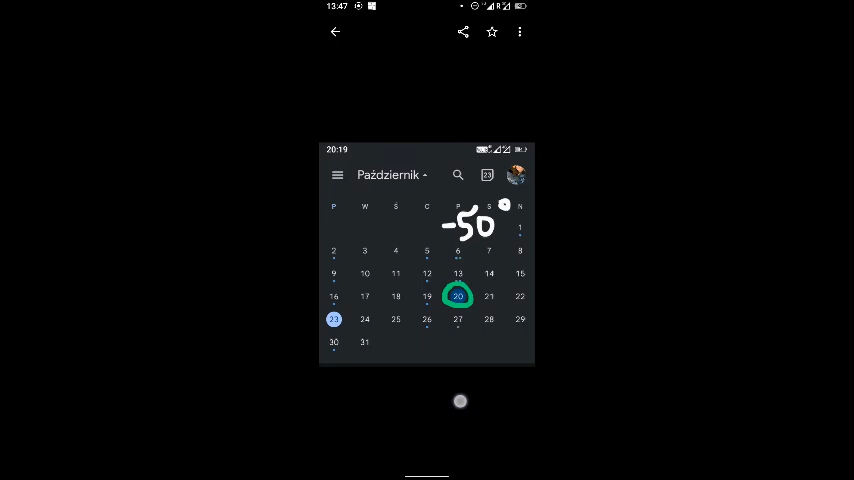 13:47
20:19
Październik
23
P W Ś C P S N
-50°
1
2 3 4 5 6 7 8
9 10 11 12 13 14 15
16 17 18 19 20 21 22
23 24 25 26 27 28 29
30 31